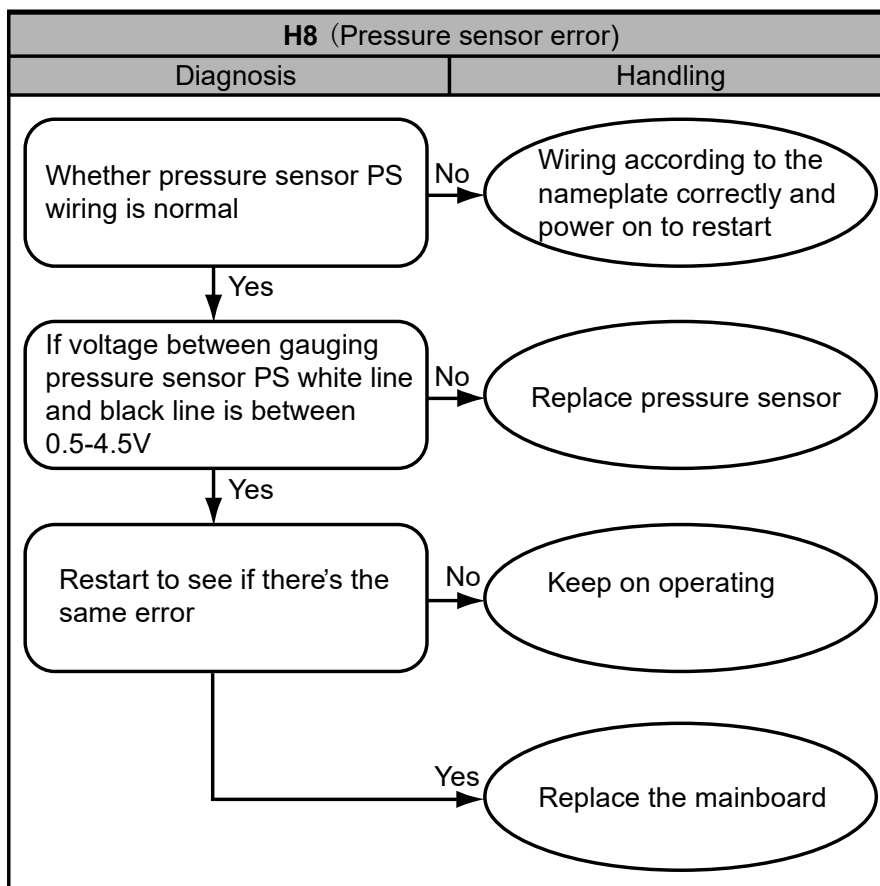 H8（Pressure sensor error)
Diagnosis
Handling
Whether pressure sensor PS
wiring is normal
No
Wiring according to the
nameplate correctly and
power on to restart
Yes
If voltage between gauging
pressure sensor PS white line
and black line is between
0.5-4.5V
No
Replace pressure sensor
Yes
Restart to see if there’s the
same error
No
Keep on operating
Yes
Replace the mainboard